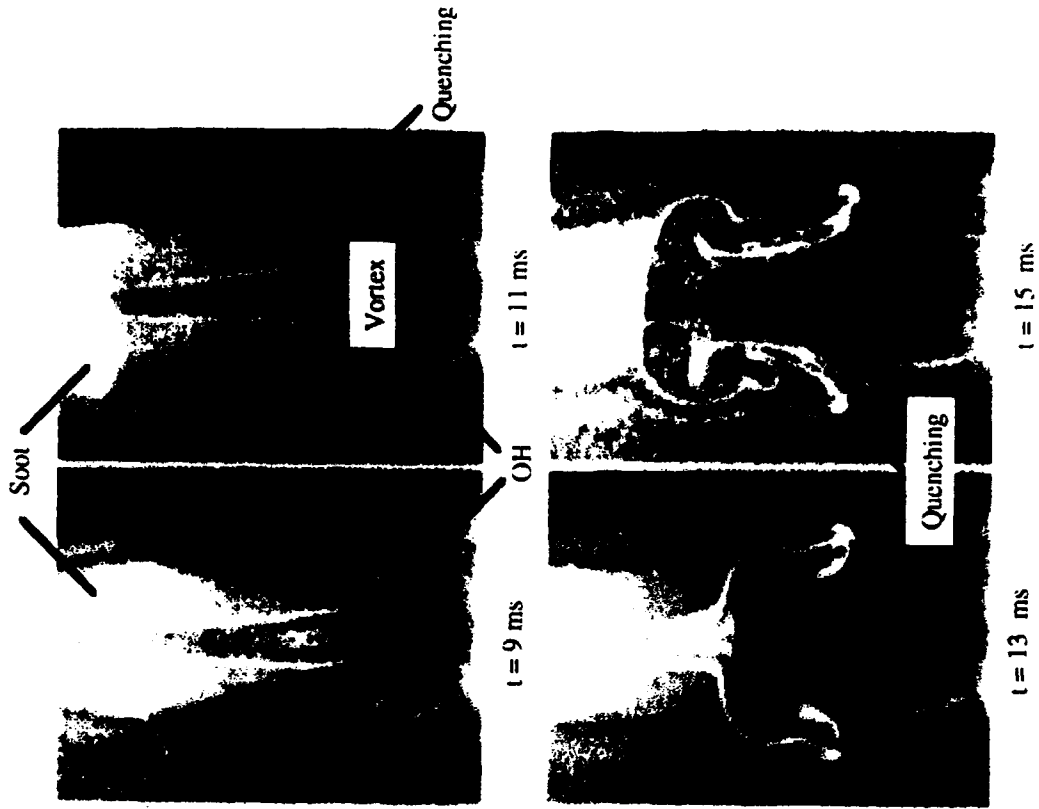 Soot
Quenching
Vortex
t = 9 ms
t = 11 ms
OH
Quenching
t = 13 ms
t = 15 ms